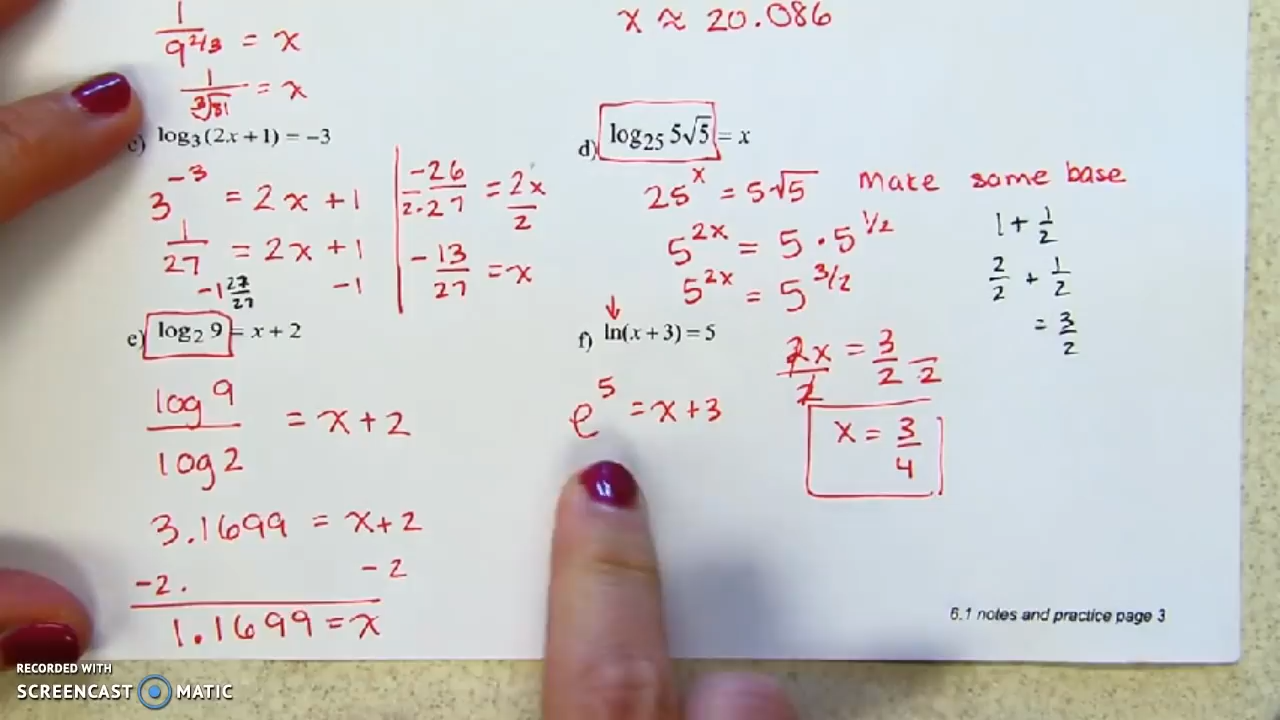 1/9^2/3 = x
1/∛81 = x
x ≈ 20.086
c) log₃(2x + 1) = −3
3^-3 = 2x + 1
1/27 = 2x + 1
-1 27/27 -1
-26/2·27 = 2x/2
-13/27 = x
d) log₂₅ 5√5 = x
25^x = 5√5 Make same base
5^2x = 5 · 5^1/2
5^2x = 5^3/2
1 + 1/2
2/2 + 1/2
= 3/2
2x/2 = 3/2 2
x = 3/4
e) log₂ 9 = x + 2
log 9/log 2 = x + 2
3.1699 = x + 2
-2. -2
1.1699 = x
f) ln(x + 3) = 5
e^5 = x + 3
6.1 notes and practice page 3
RECORDED WITH
SCREENCAST MATIC